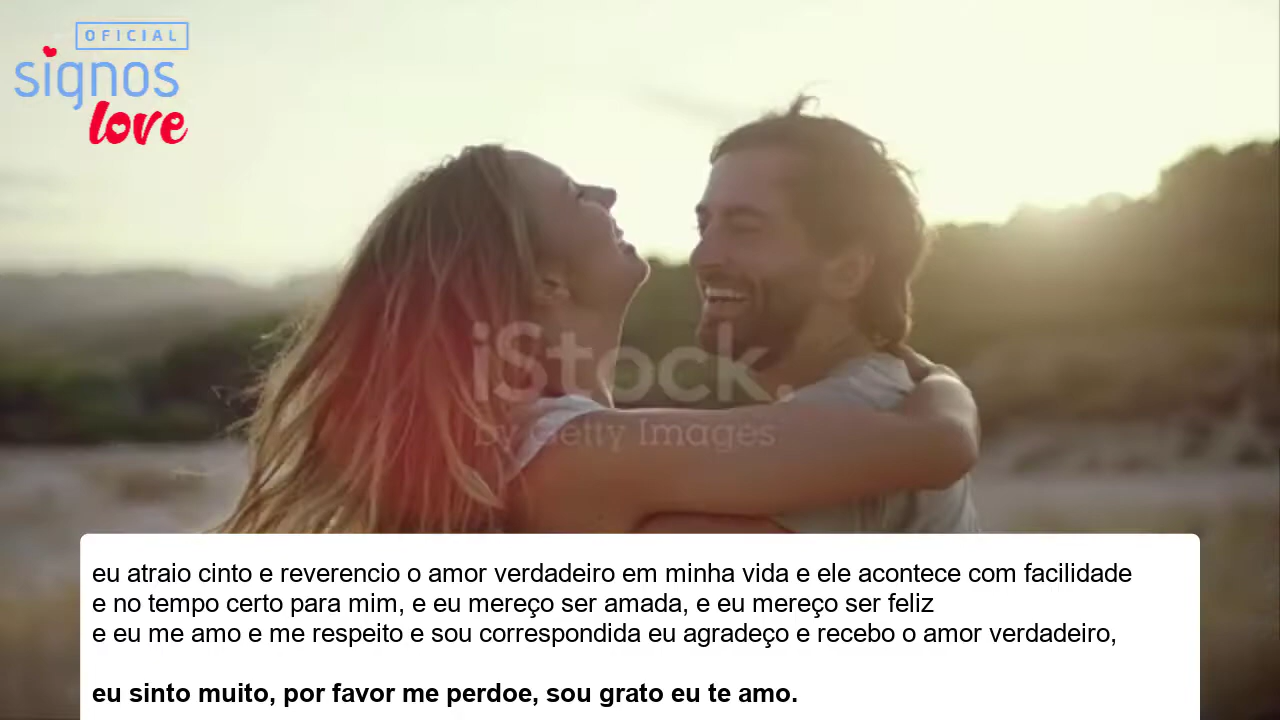 OFICIAL
signos
love
iStock.
by Getty Images
eu atraio cinto e reverencio o amor verdadeiro em minha vida e ele acontece com facilidade
e no tempo certo para mim, e eu mereço ser amada, e eu mereço ser feliz
e eu me amo e me respeito e sou correspondida eu agradeço e recebo o amor verdadeiro,
eu sinto muito, por favor me perdoe, sou grato eu te amo.